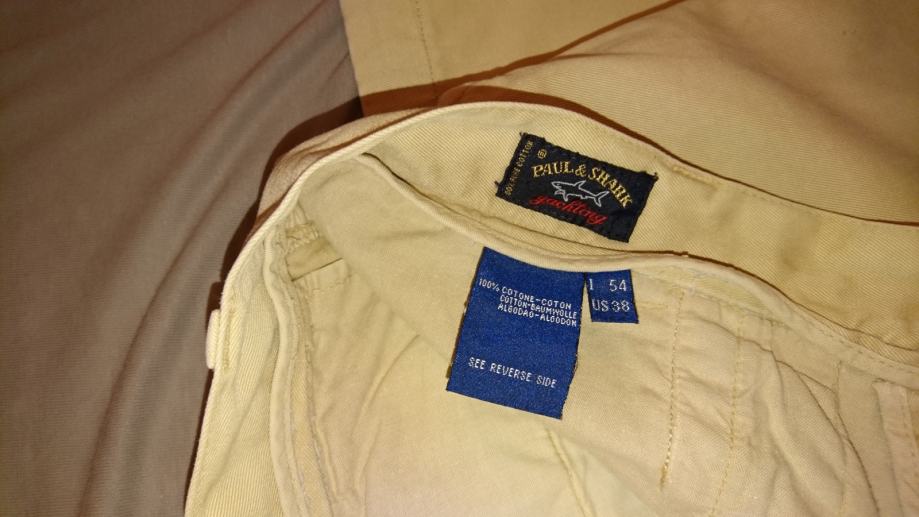 100% PURE COTTON
®
PAUL & SHARK
yachting
100% COTONE-COTON
COTTON-BAUMWOLLE
ALGODAO-ALGODON
SEE REVERSE SIDE
I 54
US 38